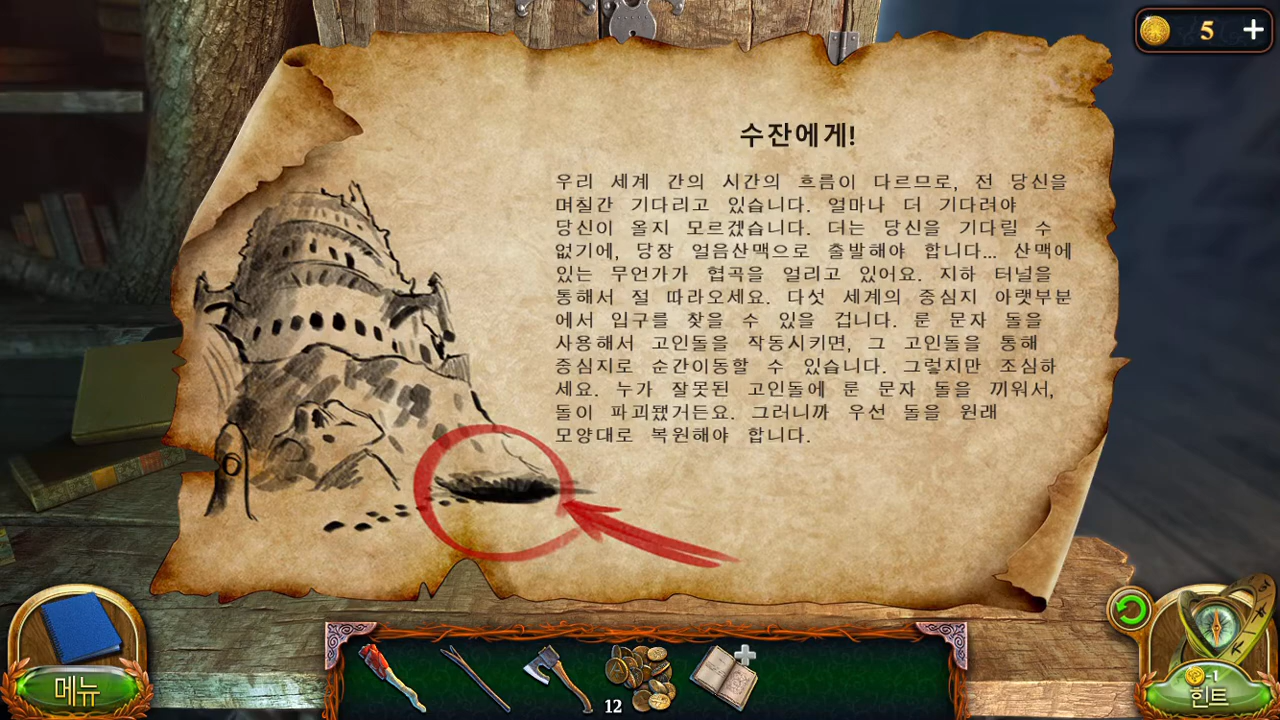 5
수잔에게!
우리 세계 간의 시간의 흐름이 다르므로, 전 당신을
며칠간 기다리고 있습니다. 얼마나 더 기다려야
당신이 올지 모르겠습니다. 더는 당신을 기다릴 수
없기에, 당장 얼음산맥으로 출발해야 합니다... 산맥에
있는 무언가가 협곡을 얼리고 있어요. 지하 터널을
통해서 절 따라오세요. 다섯 세계의 중심지 아랫부분
에서 입구를 찾을 수 있을 겁니다. 룬 문자 돌을
사용해서 고인돌을 작동시키면, 그 고인돌을 통해
중심지로 순간이동할 수 있습니다. 그렇지만 조심하
세요. 누가 잘못된 고인돌에 룬 문자 돌을 끼워서,
돌이 파괴됐거든요. 그러니까 우선 돌을 원래
모양대로 복원해야 합니다.
메뉴
12
-1
힌트